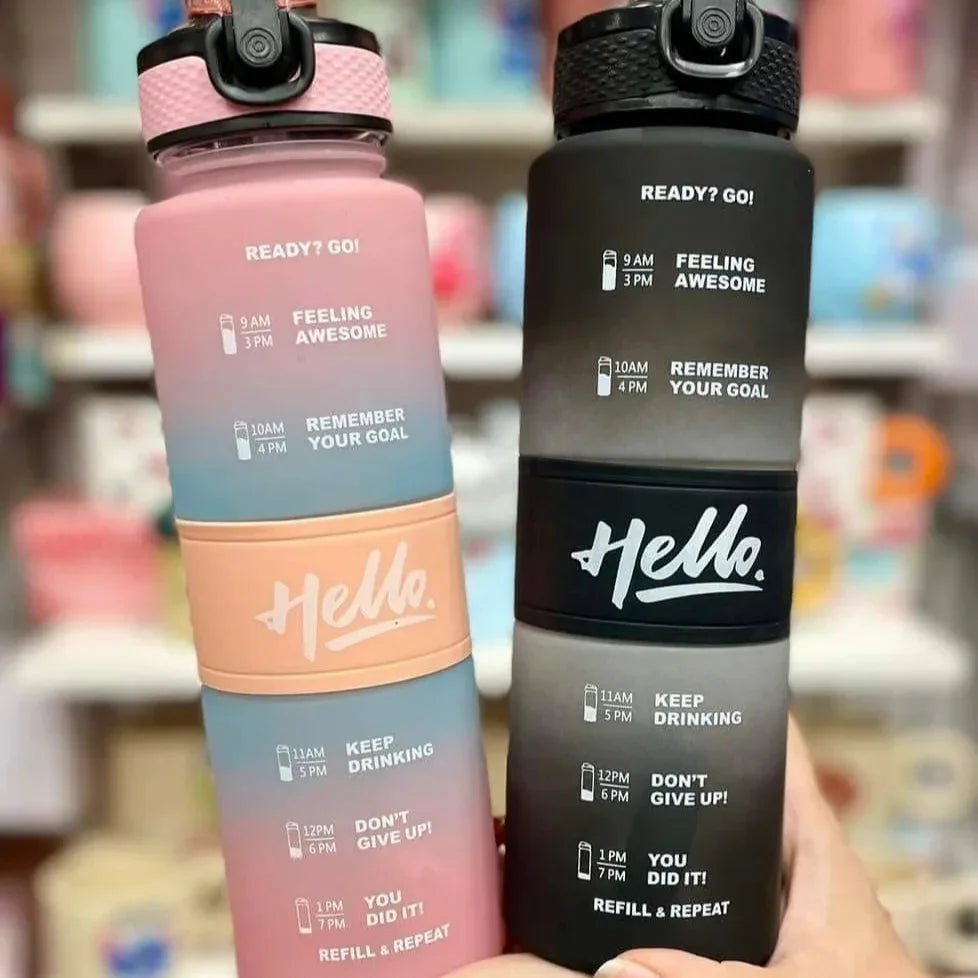 READY? GO!
9 AM
3 PM
FEELING
AWESOME
10AM
4 PM
REMEMBER
YOUR GOAL
Hello.
11AM
5 PM
KEEP
DRINKING
12PM
6 PM
DON'T
GIVE UP!
1 PM
7 PM
YOU
DID IT!
REFILL & REPEAT
READY? GO!
9 AM
3 PM
FEELING
AWESOME
10AM
4 PM
REMEMBER
YOUR GOAL
Hello.
11AM
5 PM
KEEP
DRINKING
12PM
6 PM
DON'T
GIVE UP!
1 PM
7 PM
YOU
DID IT!
REFILL & REPEAT